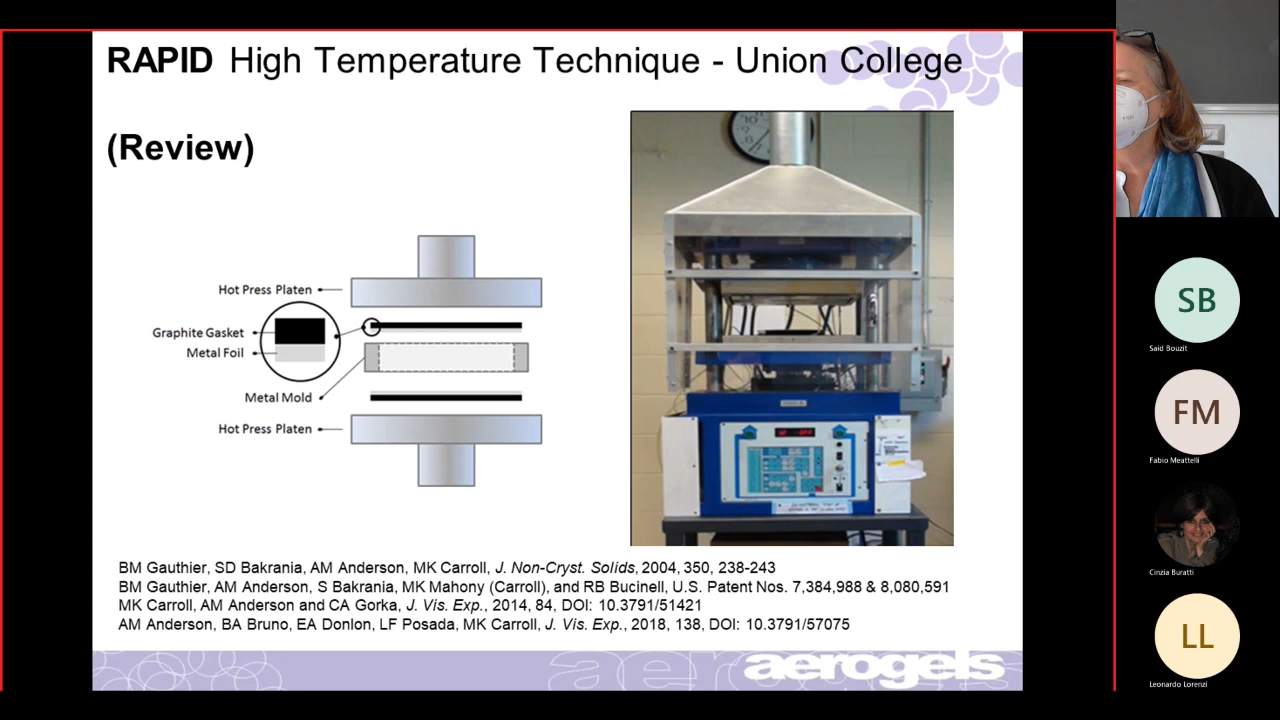 RAPID High Temperature Technique - Union College
(Review)
Hot Press Platen
Graphite Gasket
Metal Foil
Metal Mold
Hot Press Platen
BM Gauthier, SD Bakrania, AM Anderson, MK Carroll, J. Non-Cryst. Solids, 2004, 350, 238-243
BM Gauthier, AM Anderson, S Bakrania, MK Mahony (Carroll), and RB Bucinell, U.S. Patent Nos. 7,384,988 & 8,080,591
MK Carroll, AM Anderson and CA Gorka, J. Vis. Exp., 2014, 84, DOI: 10.3791/51421
AM Anderson, BA Bruno, EA Donlon, LF Posada, MK Carroll, J. Vis. Exp., 2018, 138, DOI: 10.3791/57075
aerogels
SB
Said Bouzit
FM
Fabio Meattelli
Cinzia Buratti
LL
Leonardo Lorenzi